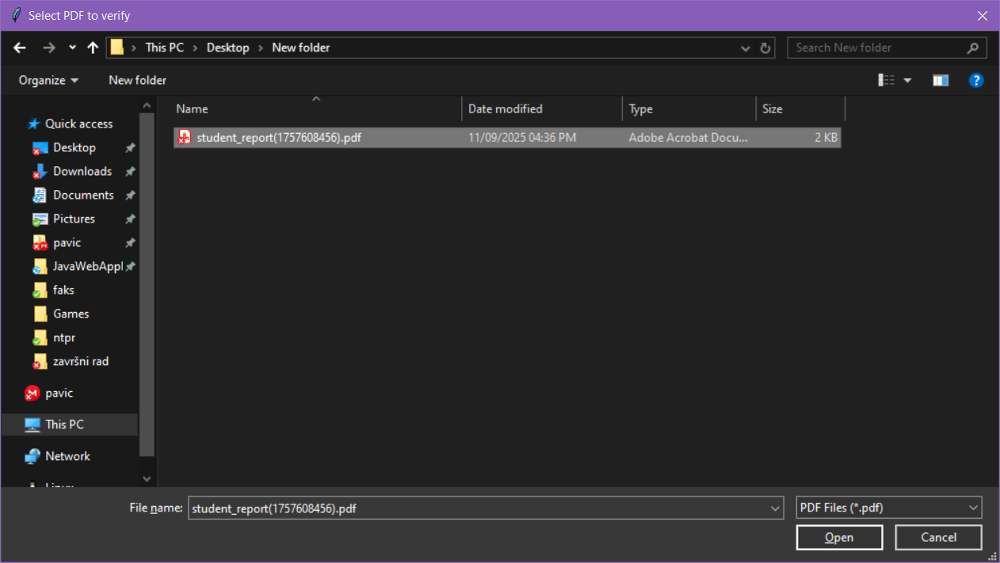 Select PDF to verify
This PC > Desktop > New folder
Search New folder
Organize
New folder
Name
Date modified
Type
Size
student_report(1757608456).pdf 11/09/2025 04:36 PM Adobe Acrobat Docu... 2 KB
Quick access
Desktop
Downloads
Documents
Pictures
pavic
JavaWebAppl
faks
Games
ntpr
završni rad
pavic
This PC
Network
File name: student_report(1757608456).pdf
PDF Files (*.pdf)
Open
Cancel